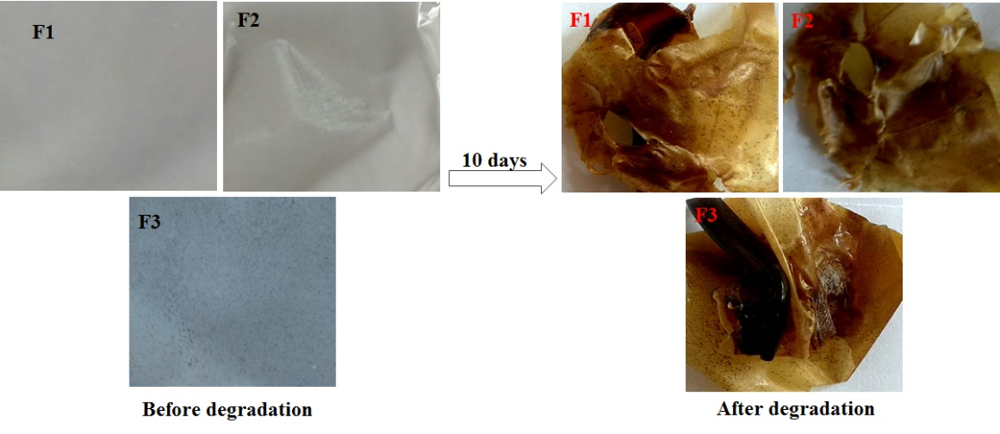 F1
F2
F1
F2
10 days
F3
F3
Before degradation
After degradation